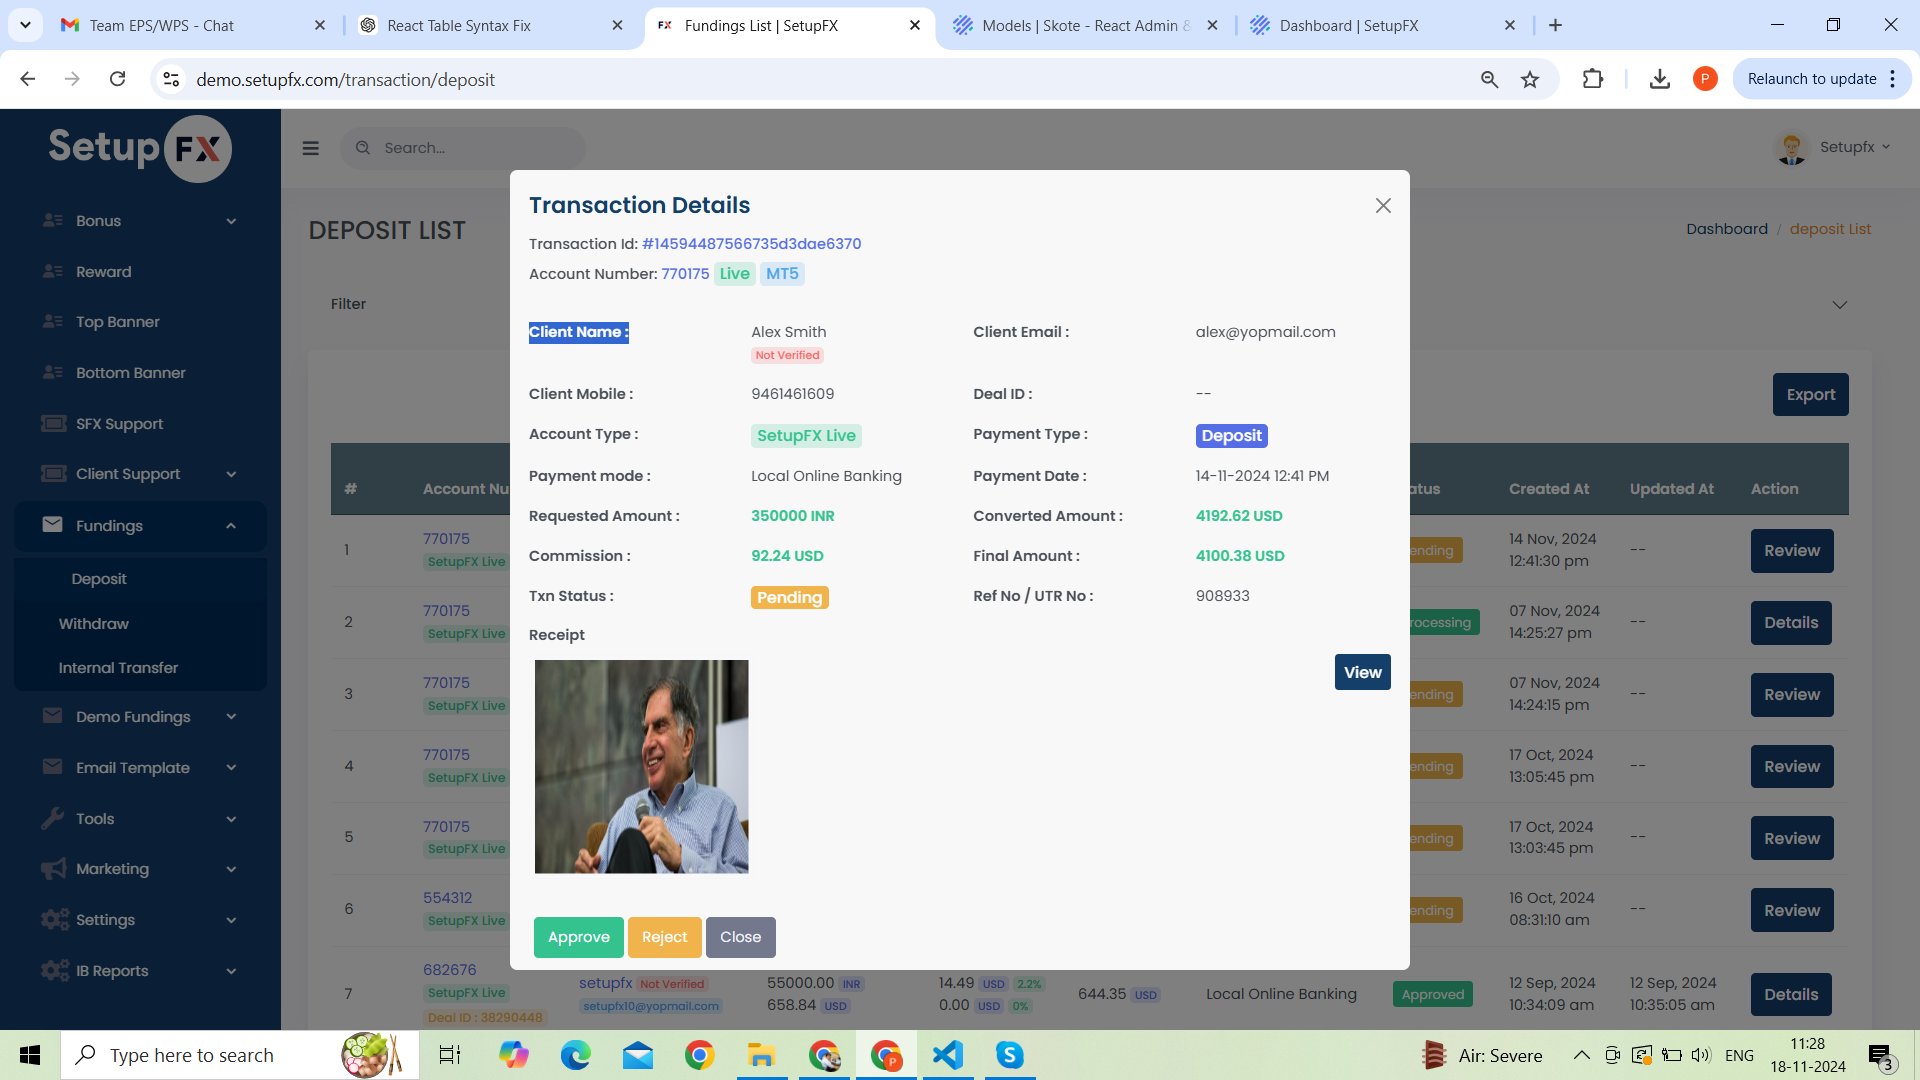 Team EPS/WPS - Chat
React Table Syntax Fix
FX Fundings List | SetupFX
Models | Skote - React Admin &
Dashboard | SetupFX
demo.setupfx.com/transaction/deposit
P
Relaunch to update
Setup FX
Search...
Setupfx
Bonus
Reward
Top Banner
Bottom Banner
SFX Support
Client Support
Fundings
Deposit
Withdraw
Internal Transfer
Demo Fundings
Email Template
Tools
Marketing
Settings
IB Reports
DEPOSIT LIST
Dashboard / deposit List
Filter
Export
Transaction Details
Transaction Id: #14594487566735d3dae6370
Account Number: 770175 Live MT5
Client Name : Alex Smith Client Email : alex@yopmail.com
Not Verified
Client Mobile : 9461461609 Deal ID : --
Account Type : SetupFX Live Payment Type : Deposit
Payment mode : Local Online Banking Payment Date : 14-11-2024 12:41 PM
Requested Amount : 350000 INR Converted Amount : 4192.62 USD
Commission : 92.24 USD Final Amount : 4100.38 USD
Txn Status : Pending Ref No / UTR No : 908933
Receipt
View
Approve Reject Close
# Account Nu atus Created At Updated At Action
1 770175 ending 14 Nov, 2024 -- Review
SetupFX Live 12:41:30 pm
2 770175 rocessing 07 Nov, 2024 -- Details
SetupFX Live 14:25:27 pm
3 770175 ending 07 Nov, 2024 -- Review
SetupFX Live 14:24:15 pm
4 770175 ending 17 Oct, 2024 -- Review
SetupFX Live 13:05:45 pm
5 770175 ending 17 Oct, 2024 -- Review
SetupFX Live 13:03:45 pm
6 554312 ending 16 Oct, 2024 -- Review
SetupFX Live 08:31:10 am
7 682676 setupfx Not Verified 55000.00 INR 14.49 USD 2.2% 644.35 USD Local Online Banking Approved 12 Sep, 2024 12 Sep, 2024 Details
SetupFX Live setupfx10@yopmail.com 658.84 USD 0.00 USD 0% 10:34:09 am 10:35:05 am
Deal ID : 38290448
Type here to search
Air: Severe
ENG
11:28
18-11-2024
3